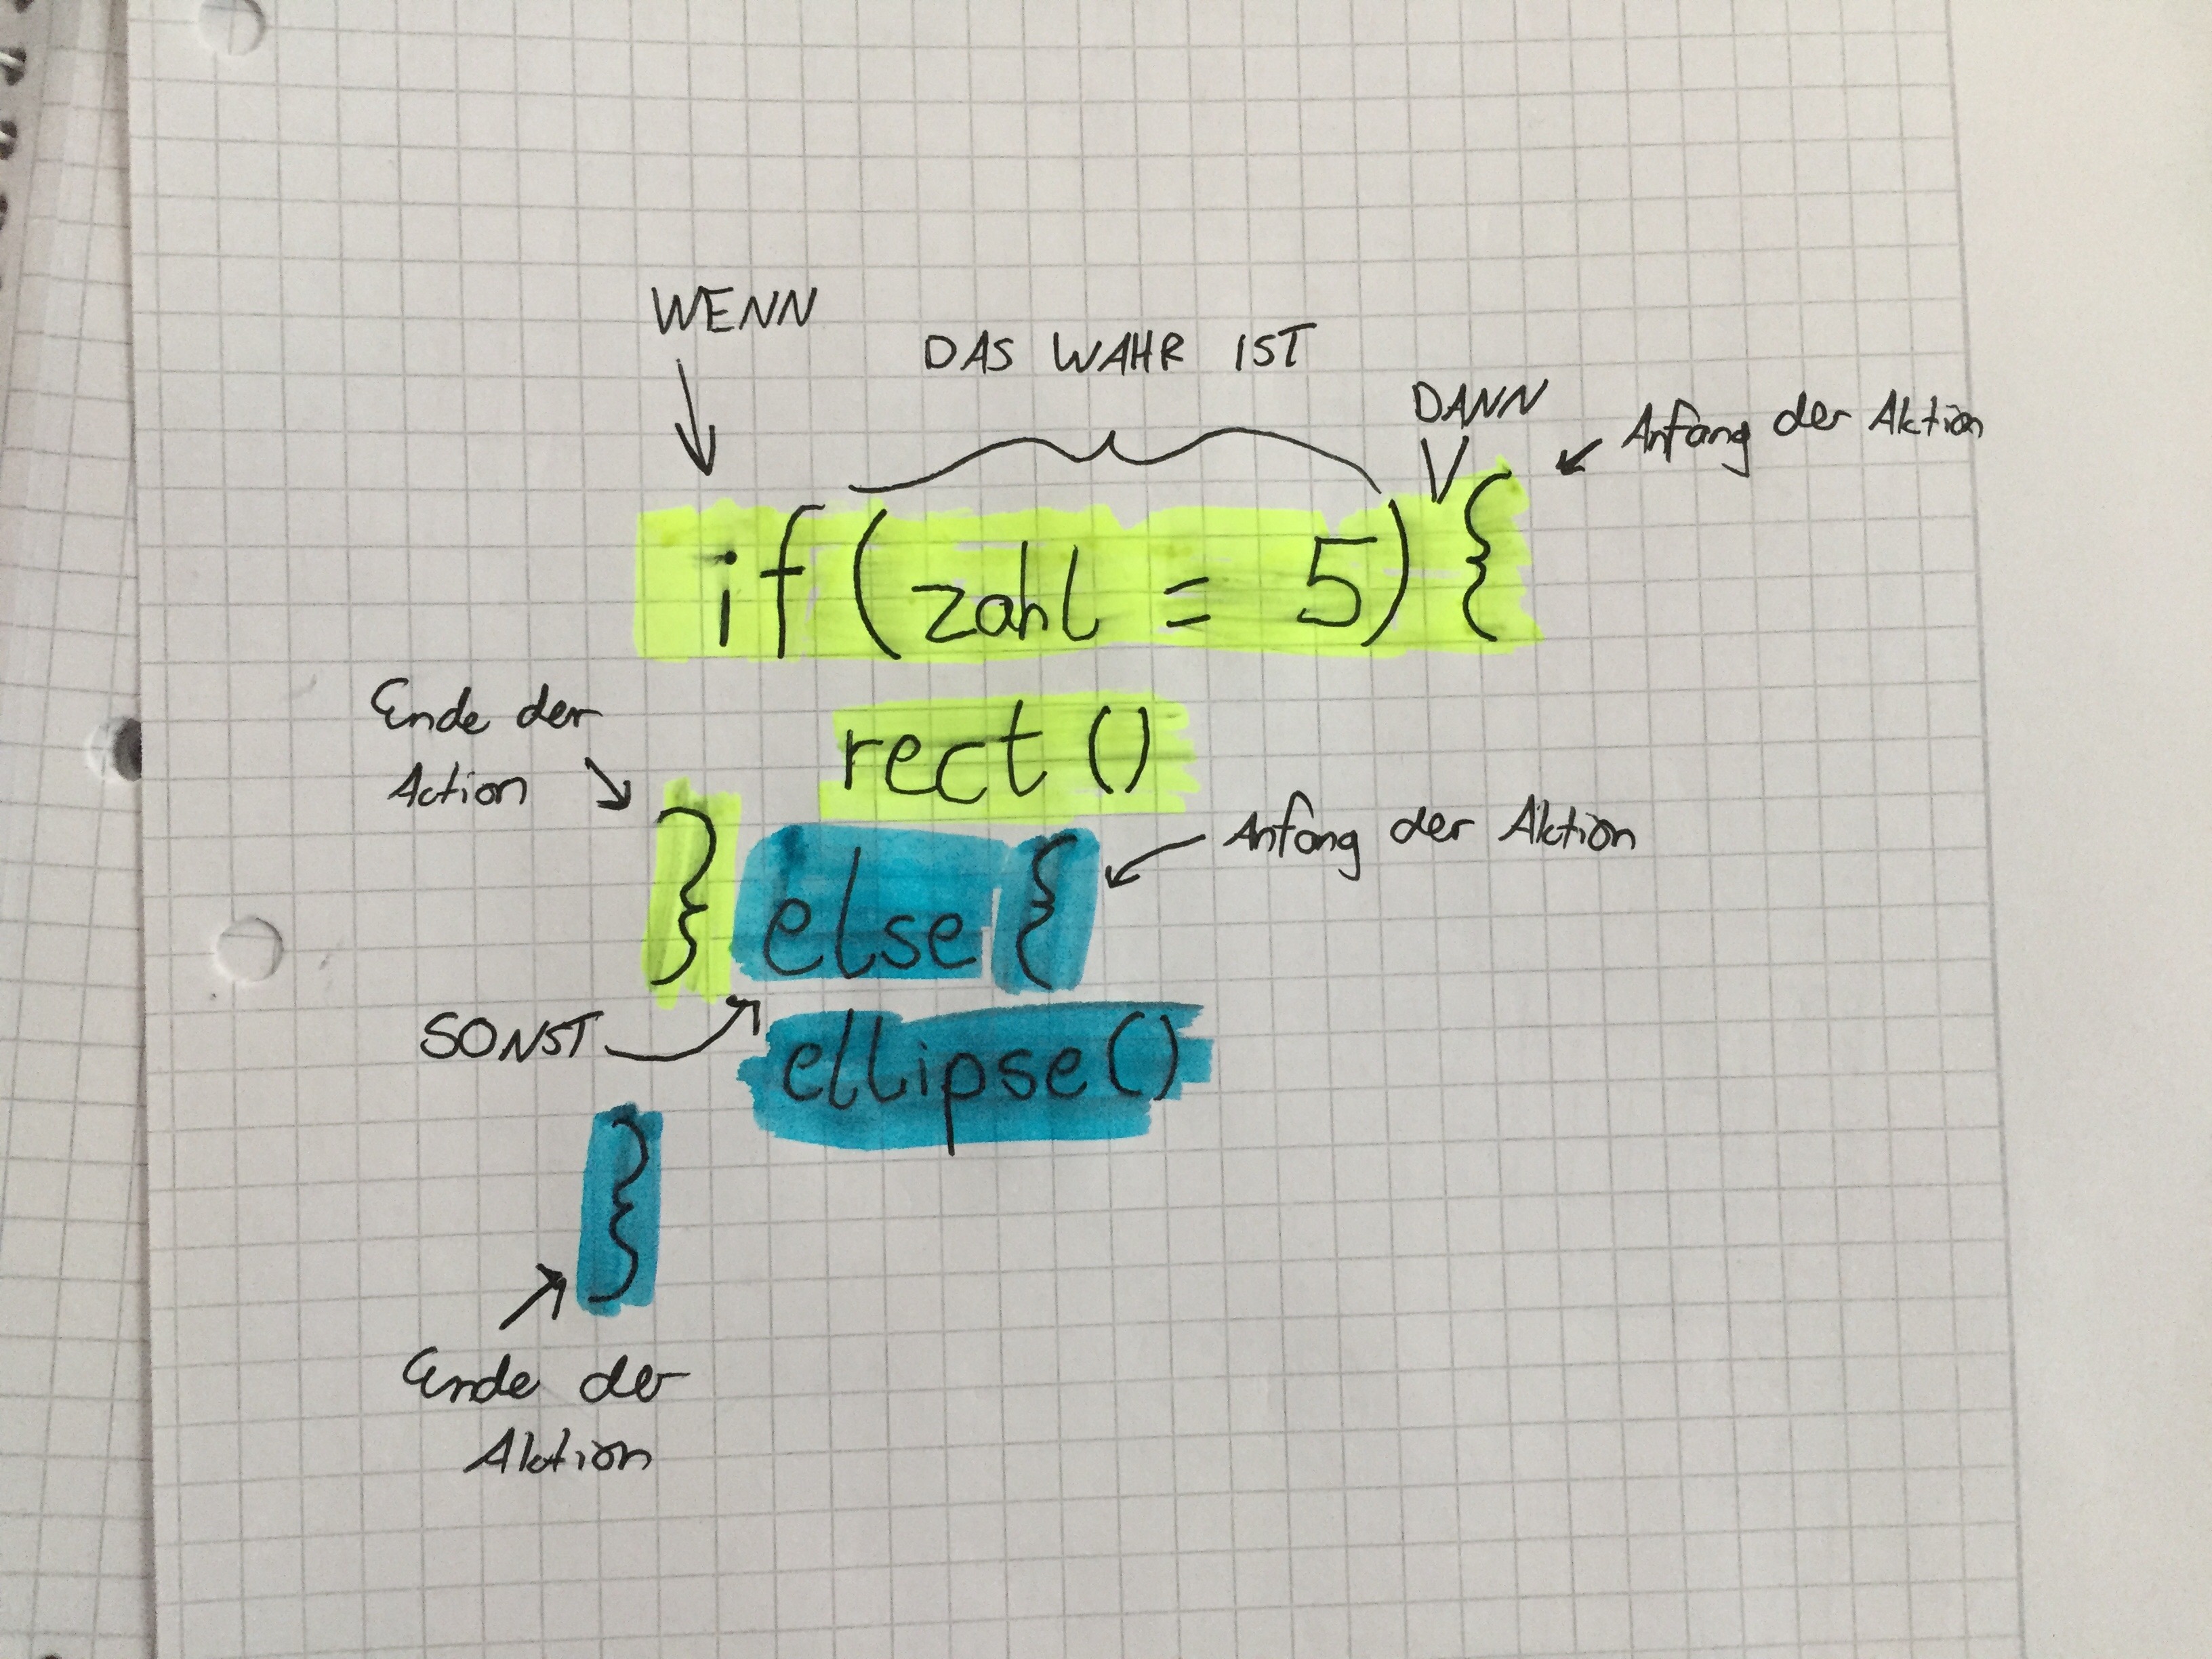 WENN
DAS WAHR IST
DANN
Anfang der Aktion
if (zahl = 5) {
Ende der
Action
rect ()
} else {
Anfang der Aktion
SONST
ellipse ()
}
Ende der
Aktion